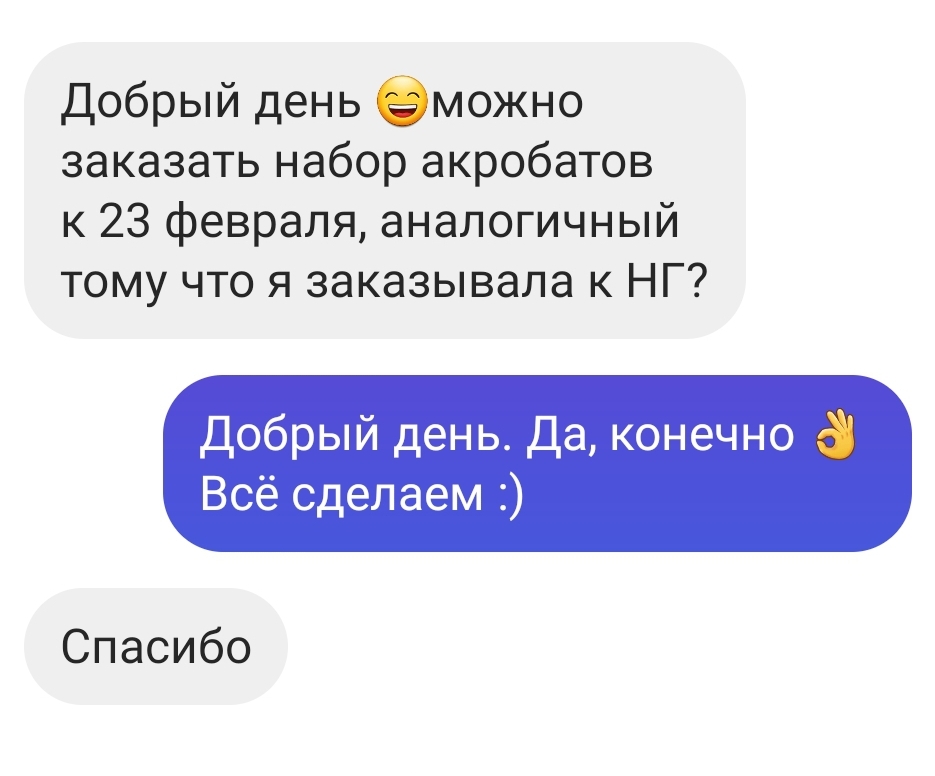 Добрый день 😄можно
заказать набор акробатов
к 23 февраля, аналогичный
тому что я заказывала к НГ?
Добрый день. Да, конечно 👌
Всё сделаем :)
Спасибо